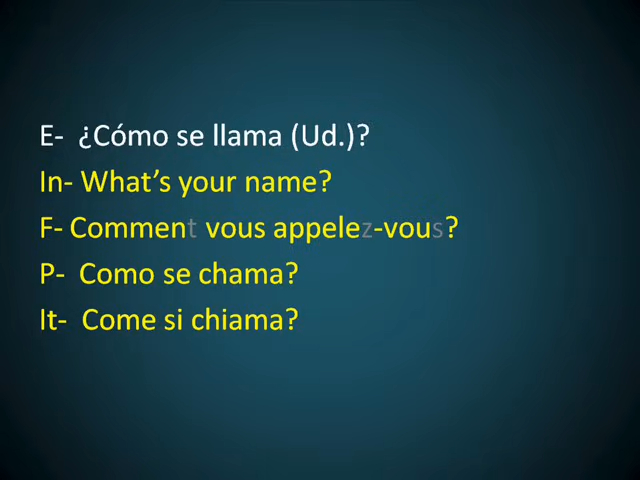 E- ¿Cómo se llama (Ud.)?
In- What's your name?
F- Comment vous appelez-vous?
P- Como se chama?
It- Come si chiama?